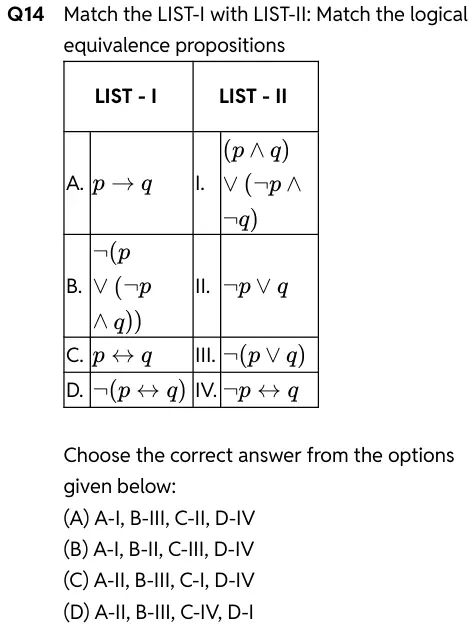 Q14 Match the LIST-I with LIST-II: Match the logical
equivalence propositions
LIST - I LIST - II
A. p → q I. (p ∧ q)
∨ (¬p ∧
¬q)
B. ¬(p
∨ (¬p
∧ q)) II. ¬p ∨ q
C. p ↔ q III. ¬(p ∨ q)
D. ¬(p ↔ q) IV. ¬p ↔ q
Choose the correct answer from the options
given below:
(A) A-I, B-III, C-II, D-IV
(B) A-I, B-II, C-III, D-IV
(C) A-II, B-III, C-I, D-IV
(D) A-II, B-III, C-IV, D-I